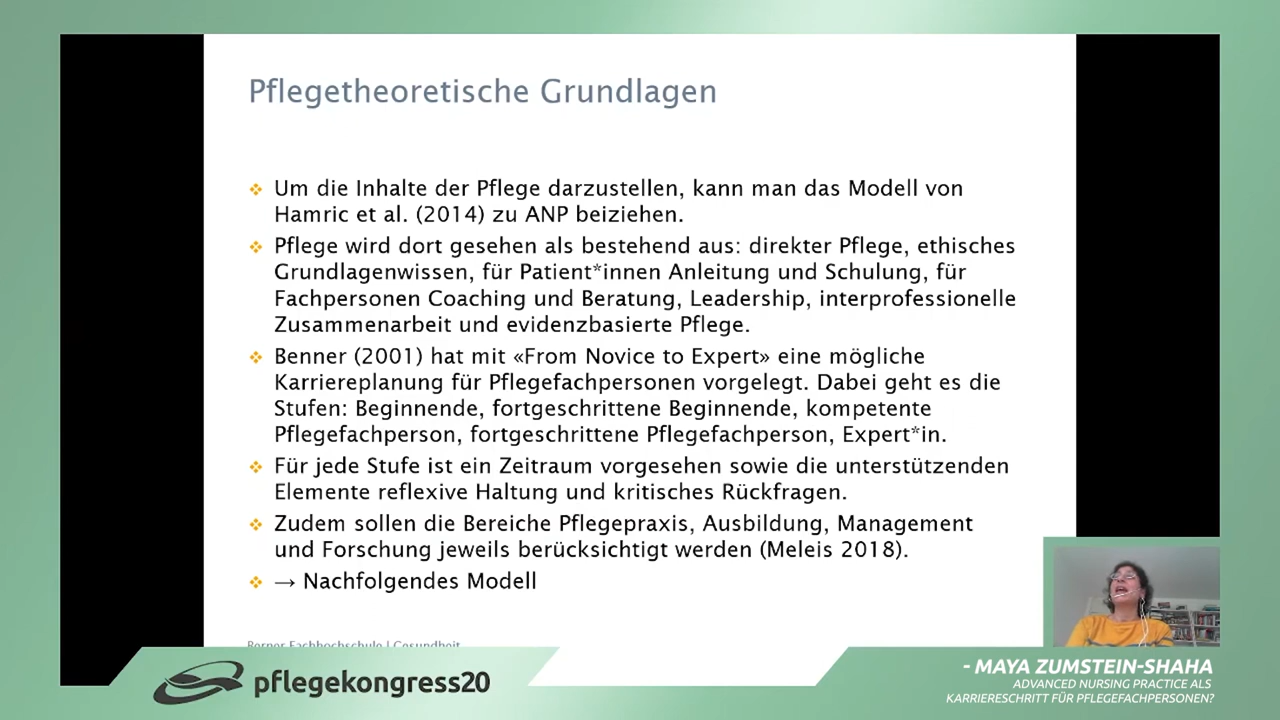 Pflegetheoretische Grundlagen
Um die Inhalte der Pflege darzustellen, kann man das Modell von
Hamric et al. (2014) zu ANP beiziehen.
Pflege wird dort gesehen als bestehend aus: direkter Pflege, ethisches
Grundlagenwissen, für Patient*innen Anleitung und Schulung, für
Fachpersonen Coaching und Beratung, Leadership, interprofessionelle
Zusammenarbeit und evidenzbasierte Pflege.
Benner (2001) hat mit «From Novice to Expert» eine mögliche
Karriereplanung für Pflegefachpersonen vorgelegt. Dabei geht es die
Stufen: Beginnende, fortgeschrittene Beginnende, kompetente
Pflegefachperson, fortgeschrittene Pflegefachperson, Expert*in.
Für jede Stufe ist ein Zeitraum vorgesehen sowie die unterstützenden
Elemente reflexive Haltung und kritisches Rückfragen.
Zudem sollen die Bereiche Pflegepraxis, Ausbildung, Management
und Forschung jeweils berücksichtigt werden (Meleis 2018).
→ Nachfolgendes Modell
Berner Fachhochschule | Gesundheit
pflegekongress20
- MAYA ZUMSTEIN-SHAHA
ADVANCED NURSING PRACTICE ALS
KARRIERESCHRITT FÜR PFLEGEFACHPERSONEN?